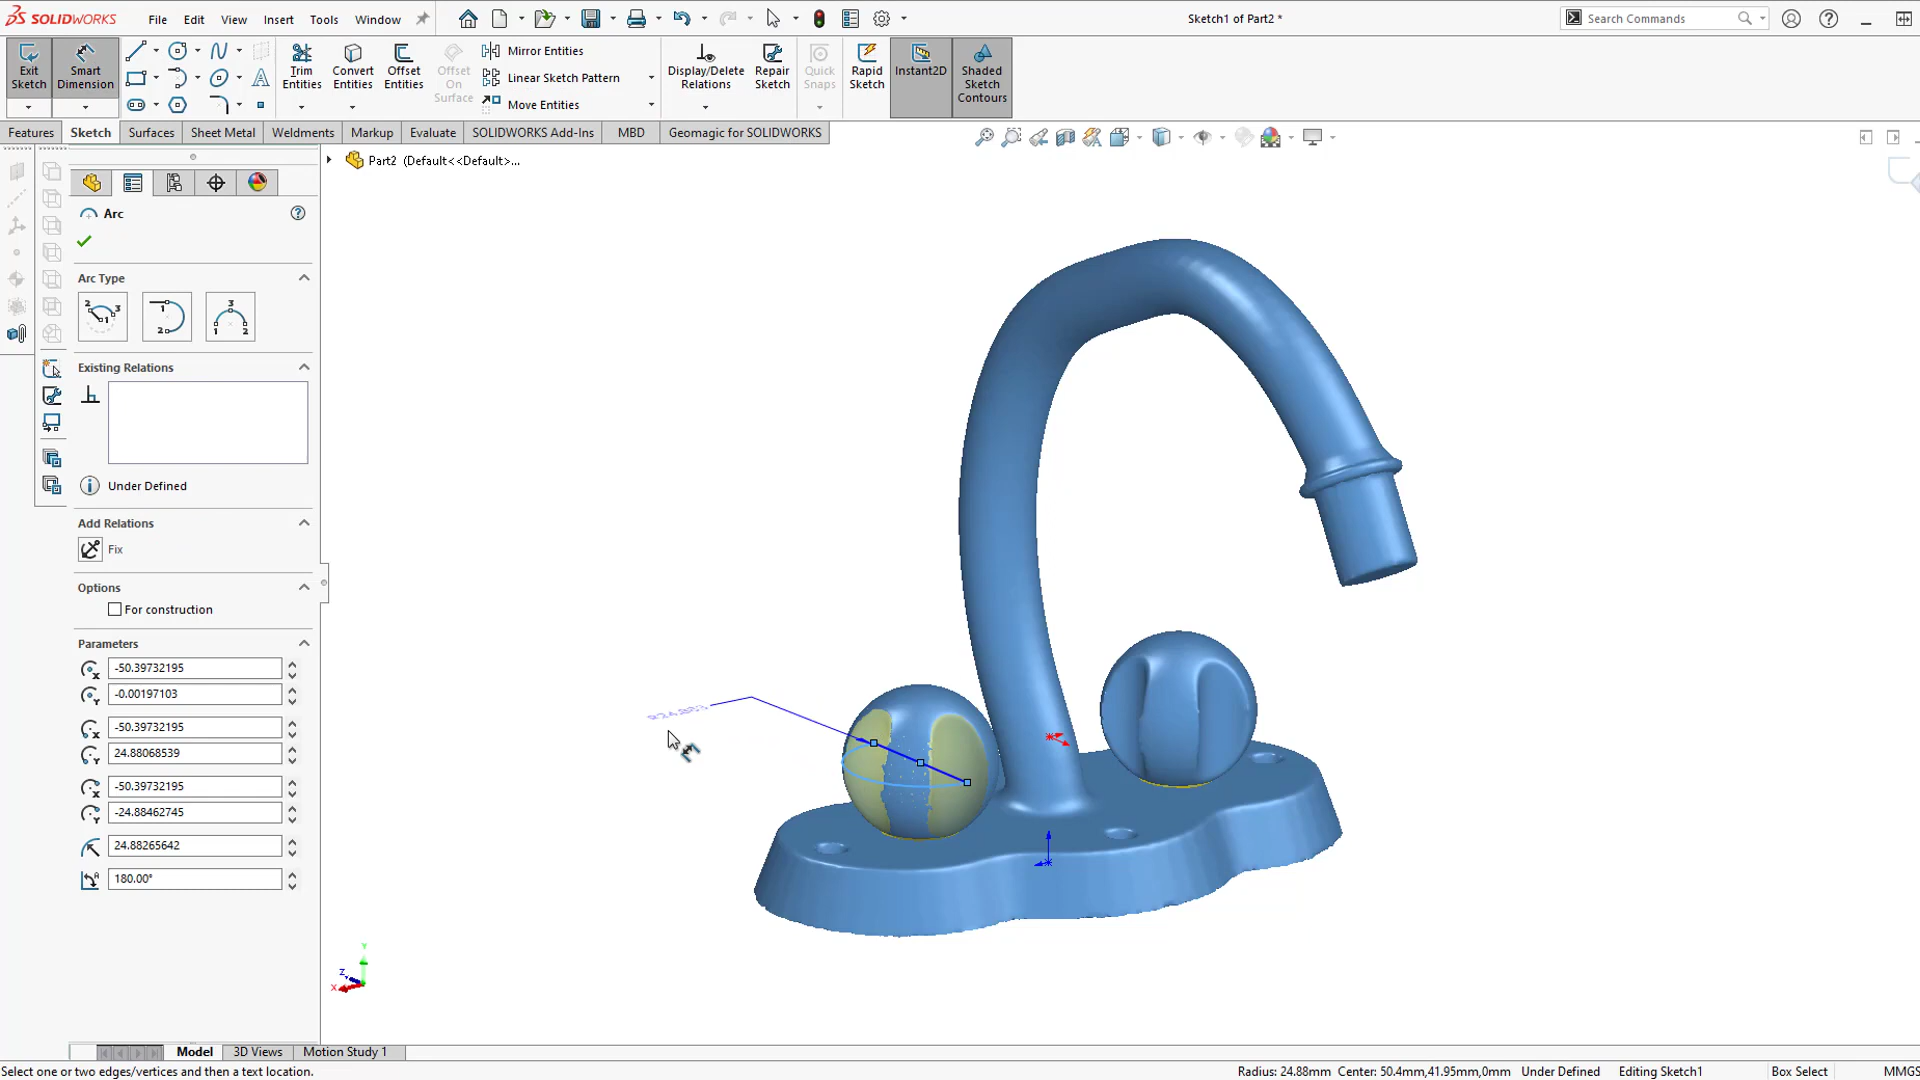 SOLIDWORKS File Edit View Insert Tools Window Sketch1 of Part2 * Search Commands
Exit Sketch
Smart Dimension
Trim Entities
Convert Entities
Offset Entities
Offset On Surface
Mirror Entities
Linear Sketch Pattern
Move Entities
Display/Delete Relations
Repair Sketch
Quick Snaps
Rapid Sketch
Instant2D
Shaded Sketch Contours
Features Sketch Surfaces Sheet Metal Weldments Markup Evaluate SOLIDWORKS Add-Ins MBD Geomagic for SOLIDWORKS
Part2 (Default<<Default>...
Arc
Arc Type
Existing Relations
Under Defined
Add Relations
Fix
Options
For construction
Parameters
-50.39732195
-0.00197103
-50.39732195
24.88068539
-50.39732195
-24.88462745
24.88265642
180.00°
Y
Z
X
Model 3D Views Motion Study 1
Select one or two edges/vertices and then a text location. Radius: 24.88mm Center: 50.4mm,41.95mm,0mm Under Defined Editing Sketch1 Box Select MMGS